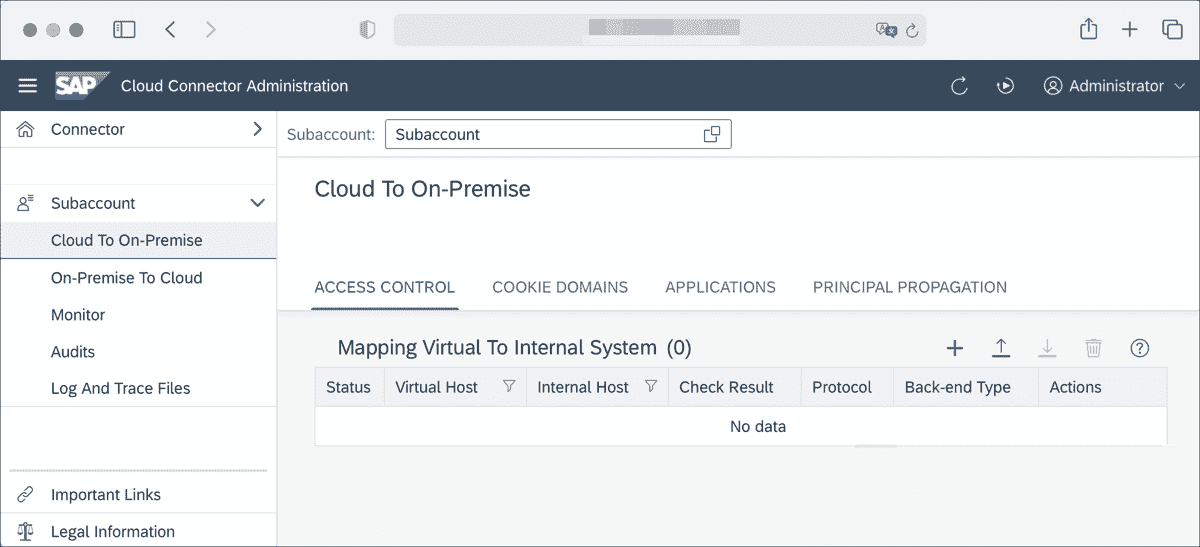 SAP Cloud Connector Administration Administrator
Connector
Subaccount: Subaccount
Subaccount
Cloud To On-Premise
On-Premise To Cloud
Monitor
Audits
Log And Trace Files
Important Links
Legal Information
Cloud To On-Premise
ACCESS CONTROL COOKIE DOMAINS APPLICATIONS PRINCIPAL PROPAGATION
Mapping Virtual To Internal System (0)
Status Virtual Host Internal Host Check Result Protocol Back-end Type Actions
No data